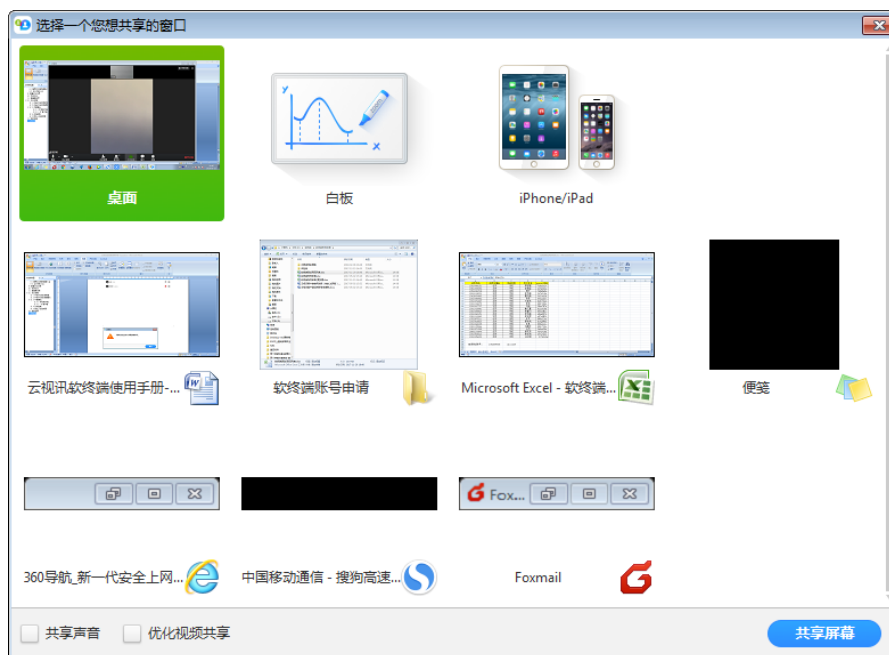 选择一个您想共享的窗口
桌面
白板
iPhone/iPad
云视讯软终端使用手册-...
软终端账号申请
Microsoft Excel - 软终端...
便笺
Fox...
360导航_新一代安全上网...
中国移动通信 - 搜狗高速...
Foxmail
共享声音
优化视频共享
共享屏幕